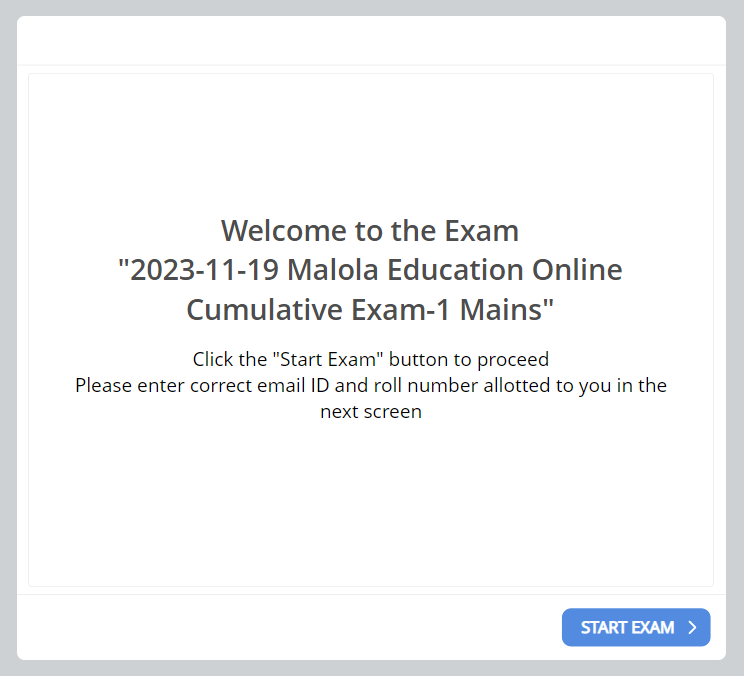 Welcome to the Exam
"2023-11-19 Malola Education Online
Cumulative Exam-1 Mains"
Click the "Start Exam" button to proceed
Please enter correct email ID and roll number allotted to you in the
next screen
START EXAM